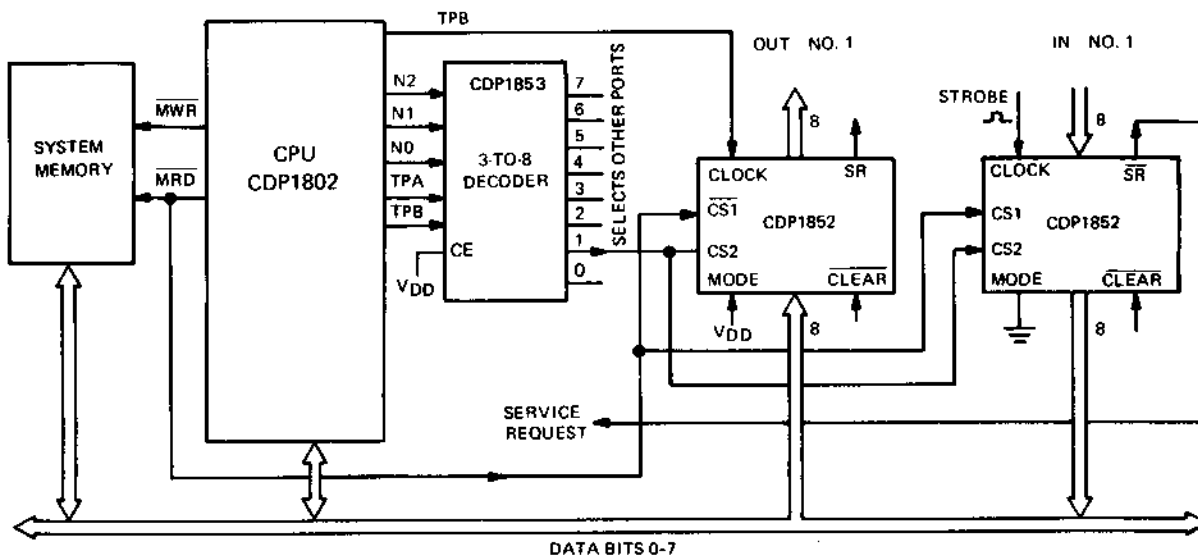 TPB
OUT NO. 1
IN NO. 1
SYSTEM
MEMORY
MWR
MRD
CPU
CDP1802
N2
N1
N0
TPA
TPB
CDP1853
3-TO-8
DECODER
CE
VDD
7
6
5
4
3
2
1
0
SELECTS OTHER PORTS
8
SR
CLOCK
CS1
CDP1852
CS2
MODE
CLEAR
VDD
8
STROBE
8
CLOCK
SR
CS1
CDP1852
CS2
MODE
CLEAR
8
SERVICE
REQUEST
DATA BITS 0-7